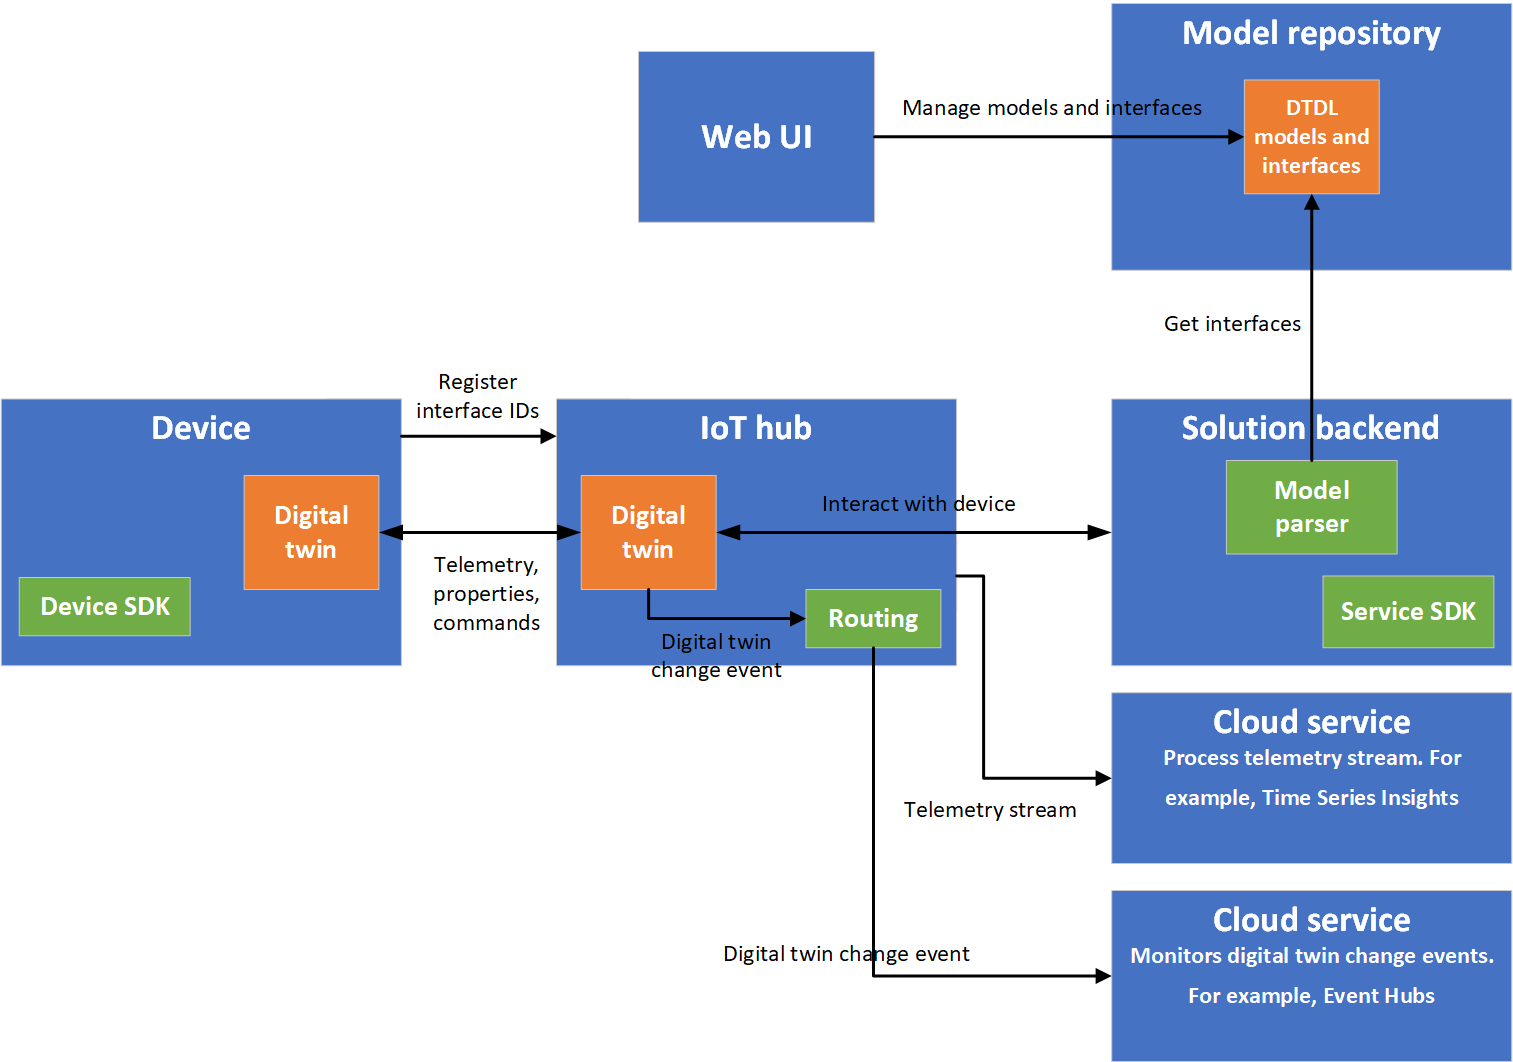 Model repository
Web UI
Manage models and interfaces
DTDL
models and
interfaces
Get interfaces
Register
interface IDs
Device
Digital
twin
Device SDK
Telemetry,
properties,
commands
IoT hub
Digital
twin
Interact with device
Routing
Digital twin
change event
Solution backend
Model
parser
Service SDK
Telemetry stream
Cloud service
Process telemetry stream. For
example, Time Series Insights
Digital twin change event
Cloud service
Monitors digital twin change events.
For example, Event Hubs